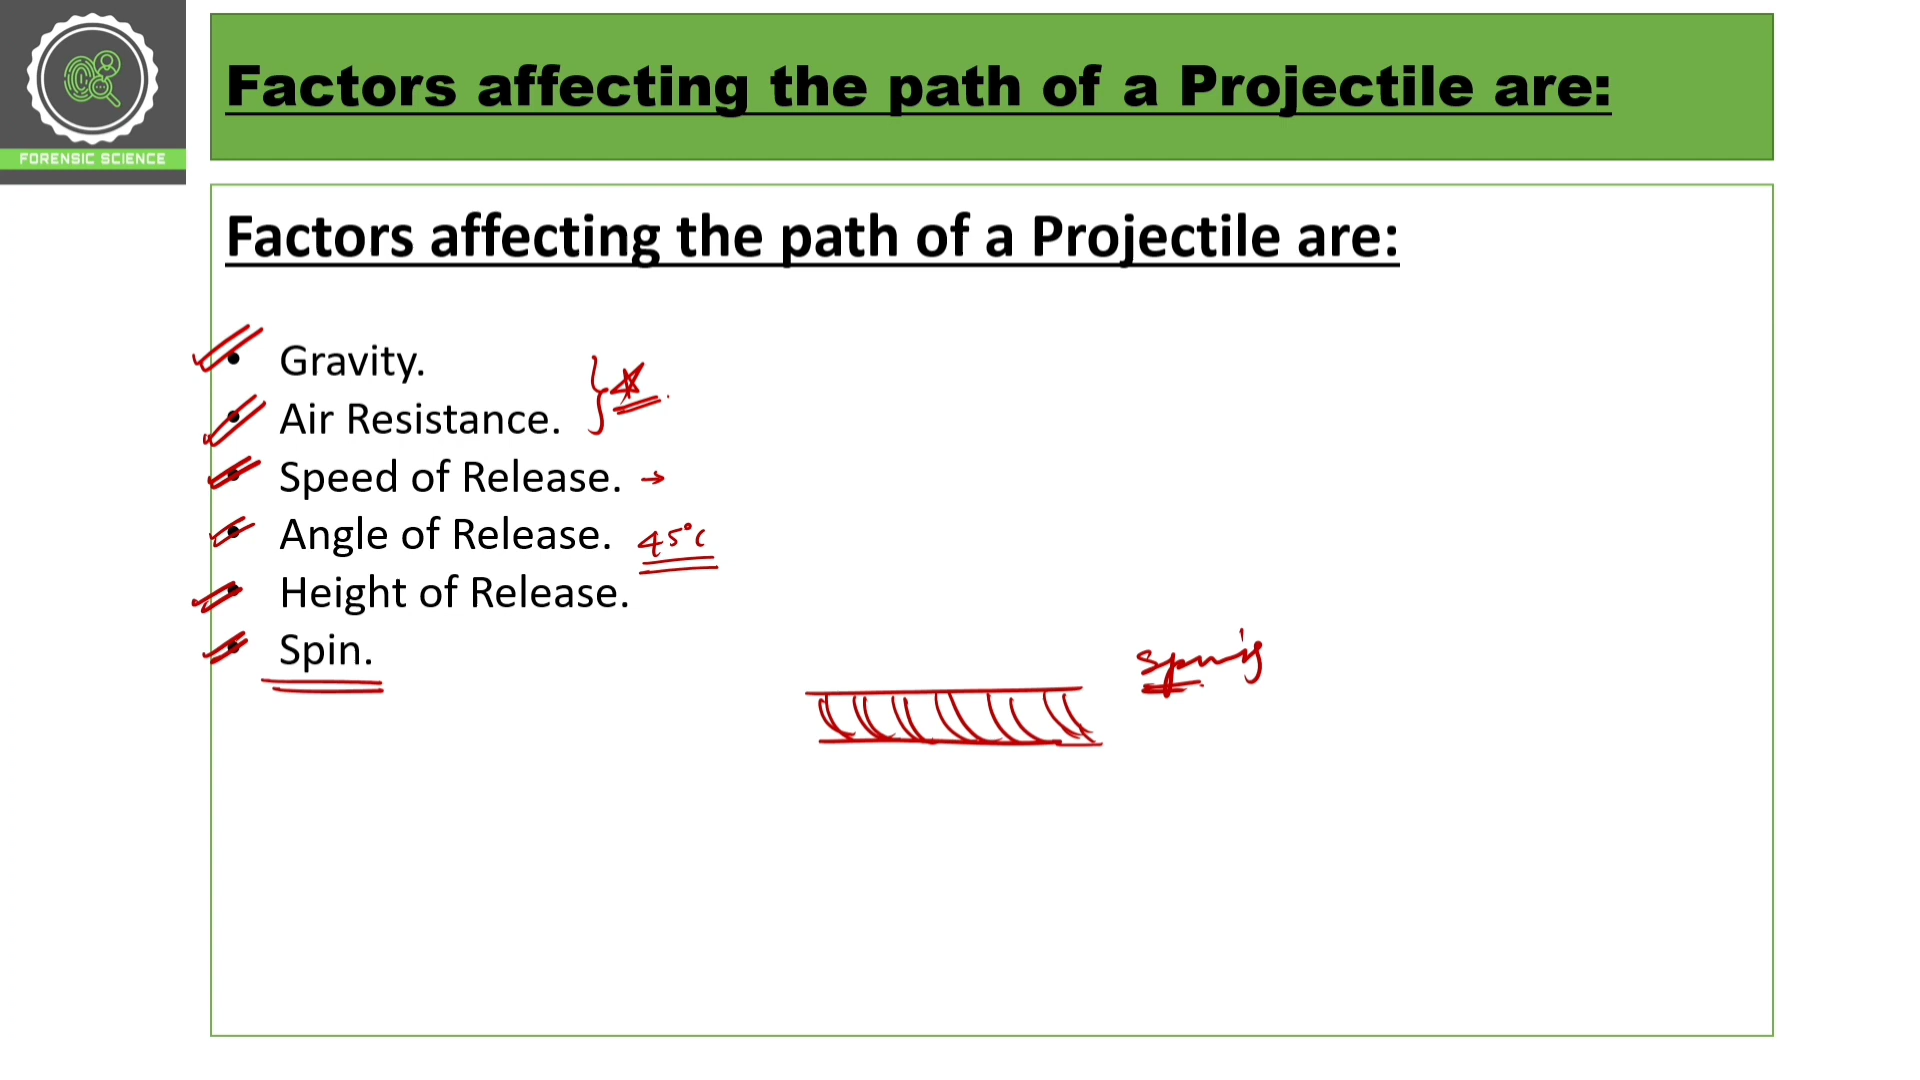 FORENSIC SCIENCE
Factors affecting the path of a Projectile are:
Factors affecting the path of a Projectile are:
• Gravity.
• Air Resistance.
• Speed of Release. →
• Angle of Release. 45°C
• Height of Release.
• Spin.